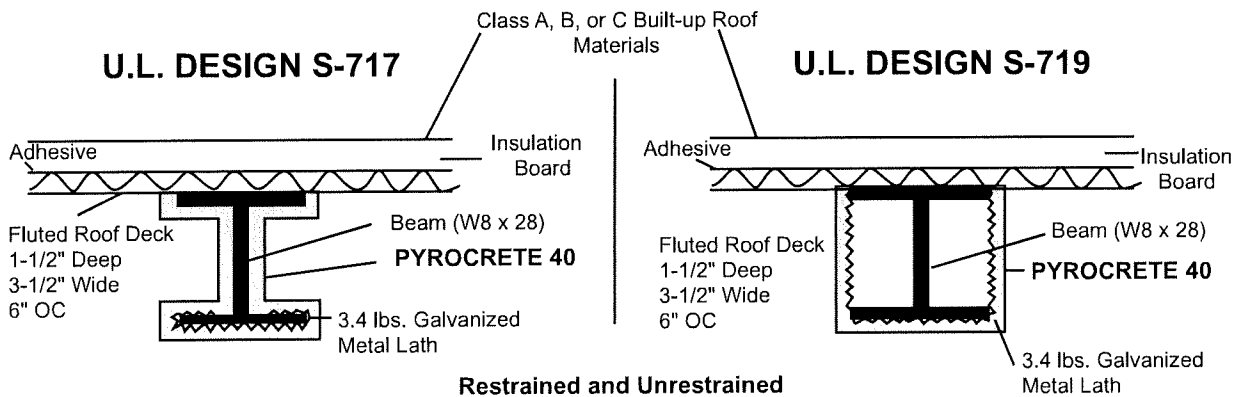 Class A, B, or C Built-up Roof
Materials
U.L. DESIGN S-717
Adhesive
Insulation
Board
Fluted Roof Deck
1-1/2" Deep
3-1/2" Wide
6" OC
Beam (W8 x 28)
PYROCRETE 40
3.4 lbs. Galvanized
Metal Lath
U.L. DESIGN S-719
Adhesive
Insulation
Board
Fluted Roof Deck
1-1/2" Deep
3-1/2" Wide
6" OC
Beam (W8 x 28)
PYROCRETE 40
3.4 lbs. Galvanized
Metal Lath
Restrained and Unrestrained